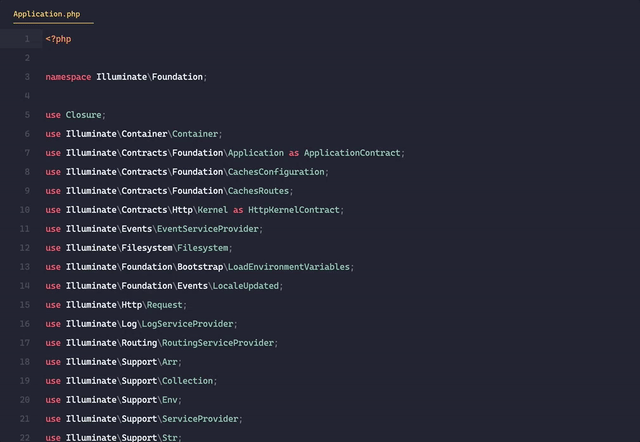 Application.php
1 <?php
2
3 namespace Illuminate\Foundation;
4
5 use Closure;
6 use Illuminate\Container\Container;
7 use Illuminate\Contracts\Foundation\Application as ApplicationContract;
8 use Illuminate\Contracts\Foundation\CachesConfiguration;
9 use Illuminate\Contracts\Foundation\CachesRoutes;
10 use Illuminate\Contracts\Http\Kernel as HttpKernelContract;
11 use Illuminate\Events\EventServiceProvider;
12 use Illuminate\Filesystem\Filesystem;
13 use Illuminate\Foundation\Bootstrap\LoadEnvironmentVariables;
14 use Illuminate\Foundation\Events\LocaleUpdated;
15 use Illuminate\Http\Request;
16 use Illuminate\Log\LogServiceProvider;
17 use Illuminate\Routing\RoutingServiceProvider;
18 use Illuminate\Support\Arr;
19 use Illuminate\Support\Collection;
20 use Illuminate\Support\Env;
21 use Illuminate\Support\ServiceProvider;
22 use Illuminate\Support\Str;